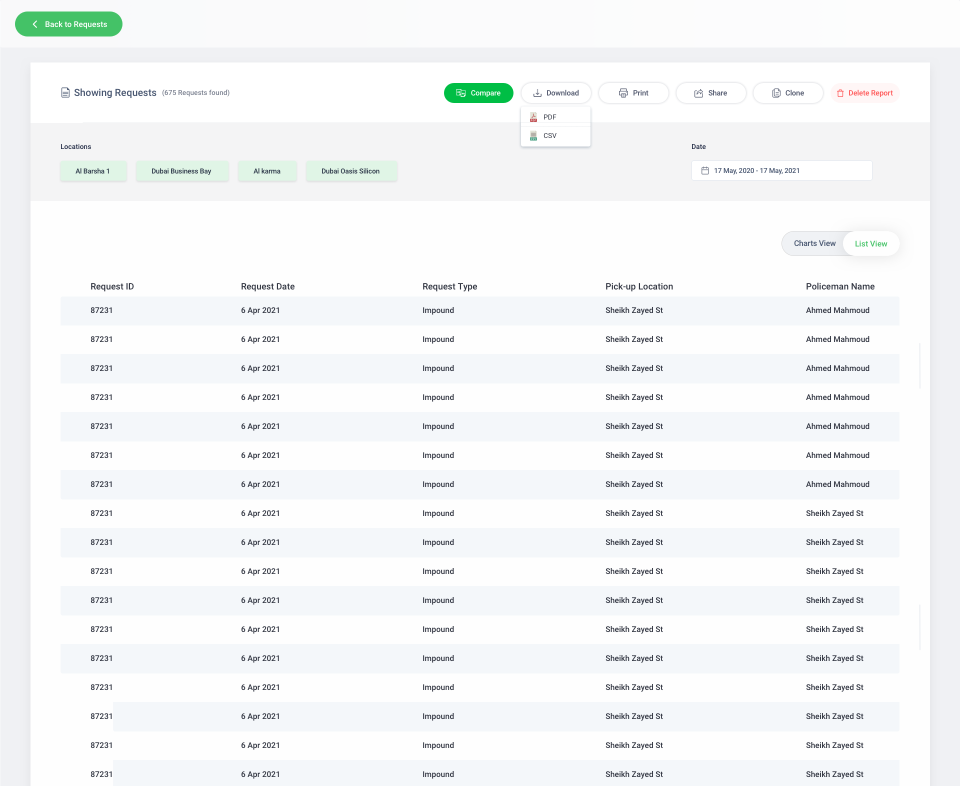 Back to Requests
Showing Requests (675 Requests found)
Compare Download Print Share Clone Delete Report
PDF
CSV
Locations Date
Al Barsha 1 Dubai Business Bay Al karma Dubai Oasis Silicon 17 May, 2020 - 17 May, 2021
Charts View List View
Request ID Request Date Request Type Pick-up Location Policeman Name
87231 6 Apr 2021 Impound Sheikh Zayed St Ahmed Mahmoud
87231 6 Apr 2021 Impound Sheikh Zayed St Ahmed Mahmoud
87231 6 Apr 2021 Impound Sheikh Zayed St Ahmed Mahmoud
87231 6 Apr 2021 Impound Sheikh Zayed St Ahmed Mahmoud
87231 6 Apr 2021 Impound Sheikh Zayed St Ahmed Mahmoud
87231 6 Apr 2021 Impound Sheikh Zayed St Ahmed Mahmoud
87231 6 Apr 2021 Impound Sheikh Zayed St Ahmed Mahmoud
87231 6 Apr 2021 Impound Sheikh Zayed St Sheikh Zayed St
87231 6 Apr 2021 Impound Sheikh Zayed St Sheikh Zayed St
87231 6 Apr 2021 Impound Sheikh Zayed St Sheikh Zayed St
87231 6 Apr 2021 Impound Sheikh Zayed St Sheikh Zayed St
87231 6 Apr 2021 Impound Sheikh Zayed St Sheikh Zayed St
87231 6 Apr 2021 Impound Sheikh Zayed St Sheikh Zayed St
87231 6 Apr 2021 Impound Sheikh Zayed St Sheikh Zayed St
87231 6 Apr 2021 Impound Sheikh Zayed St Sheikh Zayed St
87231 6 Apr 2021 Impound Sheikh Zayed St Sheikh Zayed St
87231 6 Apr 2021 Impound Sheikh Zayed St Sheikh Zayed St